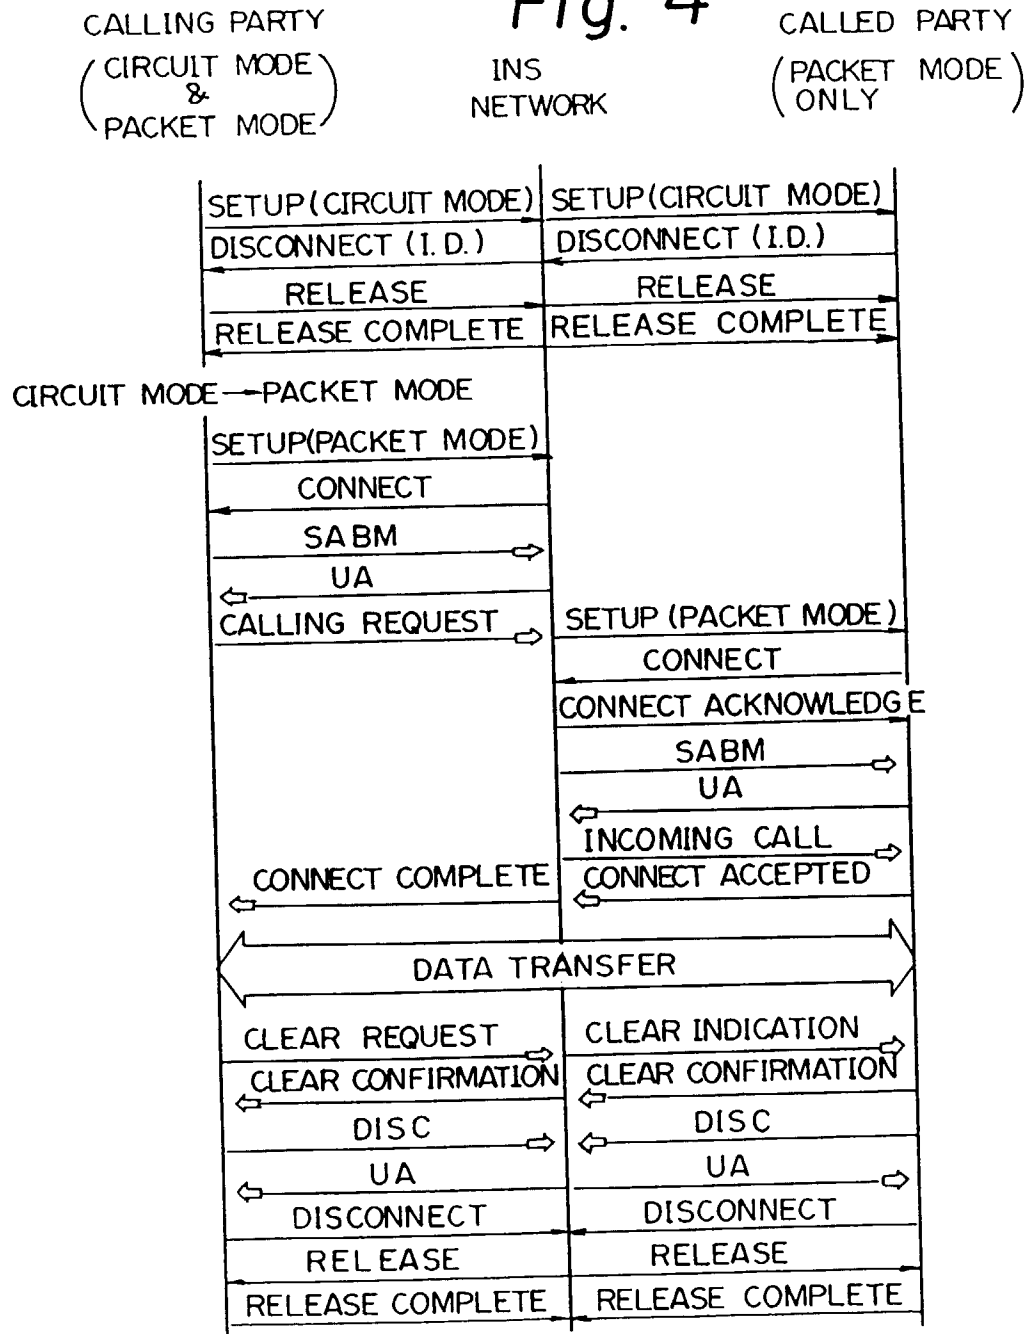 Fig. 4
CALLING PARTY
(CIRCUIT MODE
&
PACKET MODE)
INS
NETWORK
CALLED PARTY
(PACKET MODE
ONLY)
SETUP(CIRCUIT MODE) SETUP(CIRCUIT MODE)
DISCONNECT (I.D.) DISCONNECT (I.D.)
RELEASE RELEASE
RELEASE COMPLETE RELEASE COMPLETE
CIRCUIT MODE→PACKET MODE
SETUP(PACKET MODE)
CONNECT
SABM
UA
CALLING REQUEST SETUP (PACKET MODE)
CONNECT
CONNECT ACKNOWLEDGE
SABM
UA
INCOMING CALL
CONNECT COMPLETE CONNECT ACCEPTED
DATA TRANSFER
CLEAR REQUEST CLEAR INDICATION
CLEAR CONFIRMATION CLEAR CONFIRMATION
DISC DISC
UA UA
DISCONNECT DISCONNECT
RELEASE RELEASE
RELEASE COMPLETE RELEASE COMPLETE